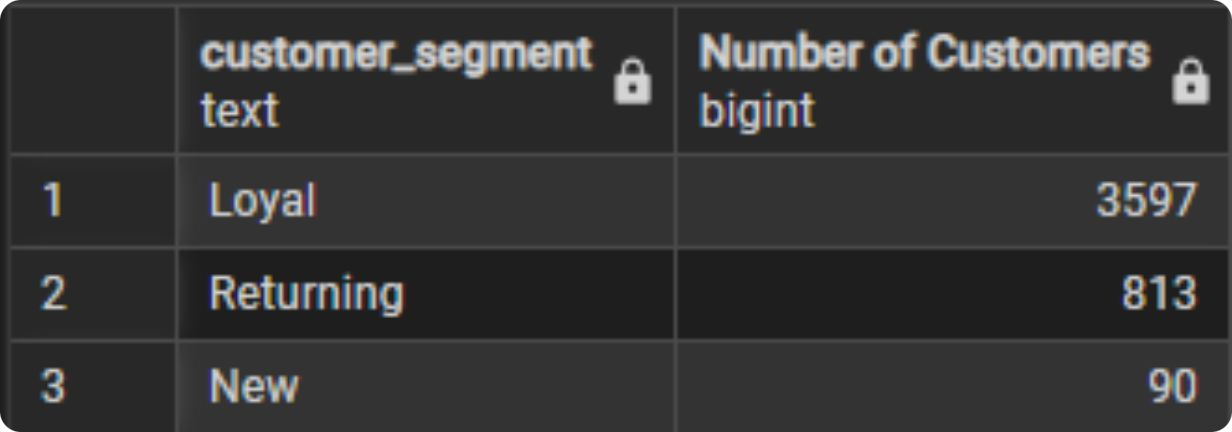 customer_segment Number of Customers
text bigint
1 Loyal 3597
2 Returning 813
3 New 90